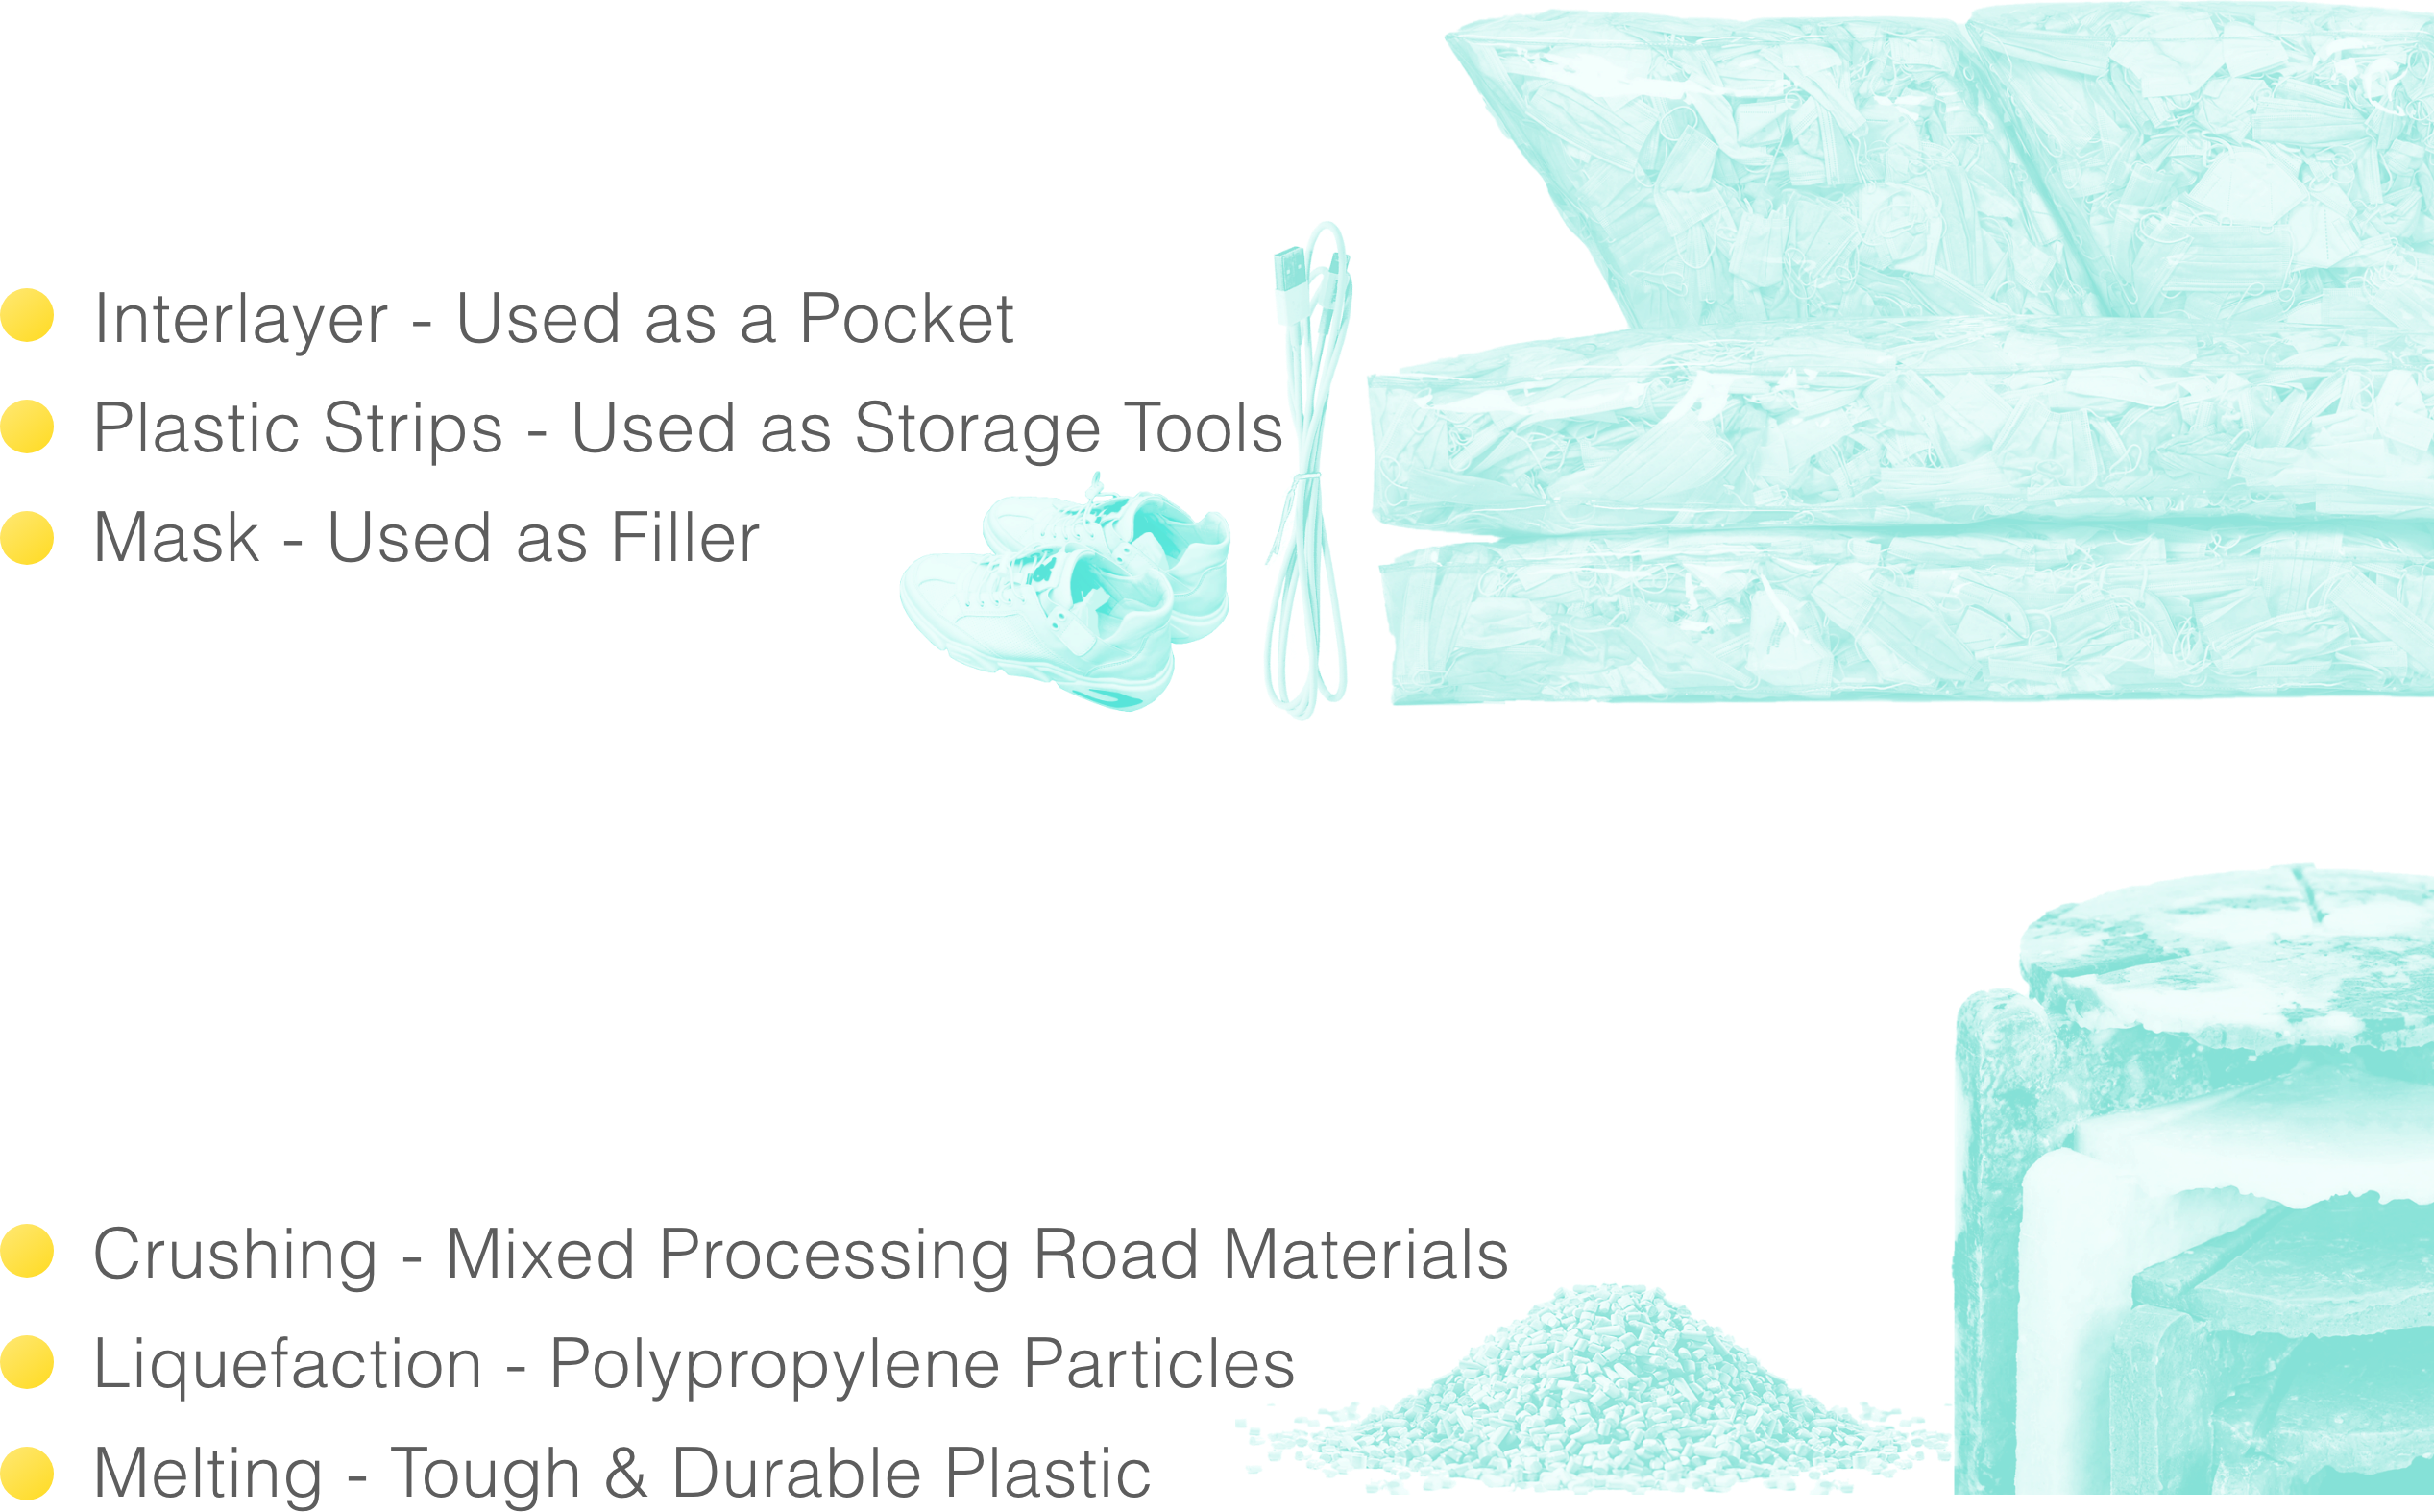 Interlayer - Used as a Pocket
Plastic Strips - Used as Storage Tools
Mask - Used as Filler
Crushing - Mixed Processing Road Materials
Liquefaction - Polypropylene Particles
Melting - Tough & Durable Plastic